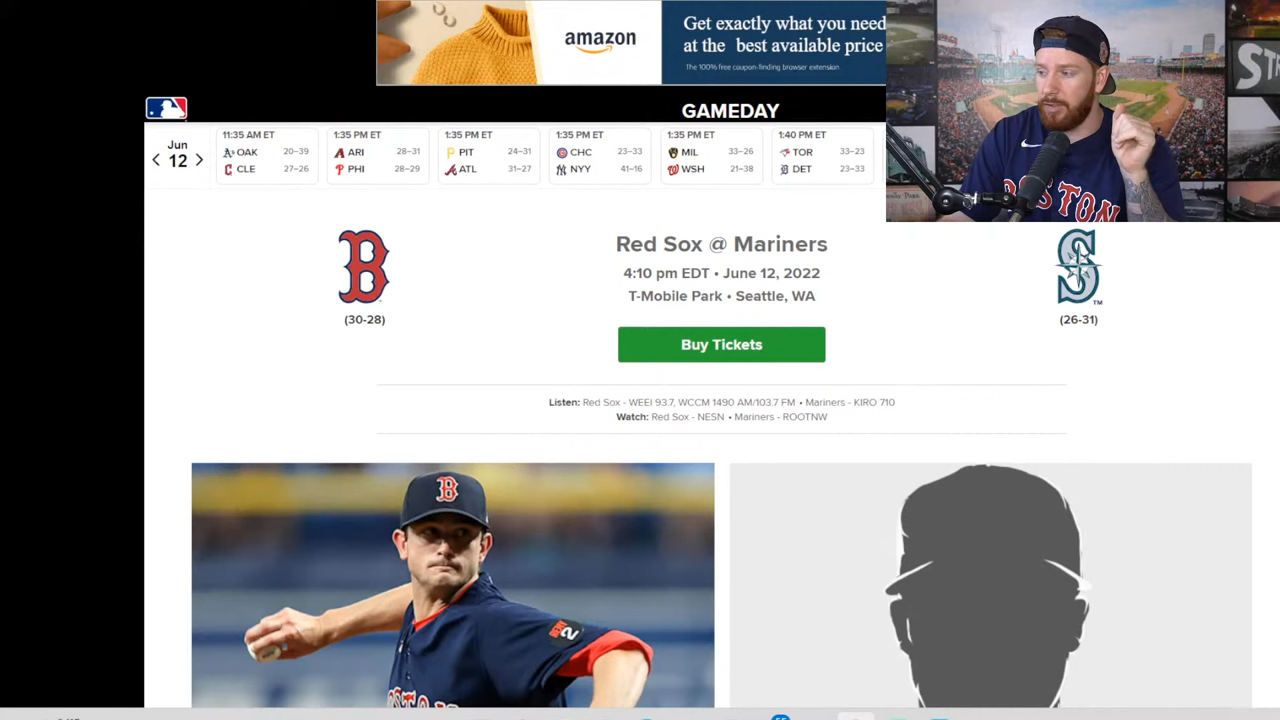 amazon
Get exactly what you need
at the best available price
The 100% free coupon-finding browser extension
GAMEDAY
Jun
12
11:35 AM ET
OAK 20-39
CLE 27-26
1:35 PM ET
ARI 28-31
PHI 28-29
1:35 PM ET
PIT 24-31
ATL 31-27
1:35 PM ET
CHC 23-33
NYY 41-16
1:35 PM ET
MIL 33-26
WSH 21-38
1:40 PM ET
TOR 33-23
DET 23-33
BOSTON
B
(30-28)
Red Sox @ Mariners
4:10 pm EDT • June 12, 2022
T-Mobile Park • Seattle, WA
Buy Tickets
S
TM
(26-31)
Listen: Red Sox - WEEI 93.7, WCCM 1490 AM/103.7 FM • Mariners - KIRO 710
Watch: Red Sox - NESN • Mariners - ROOTNW
B
2